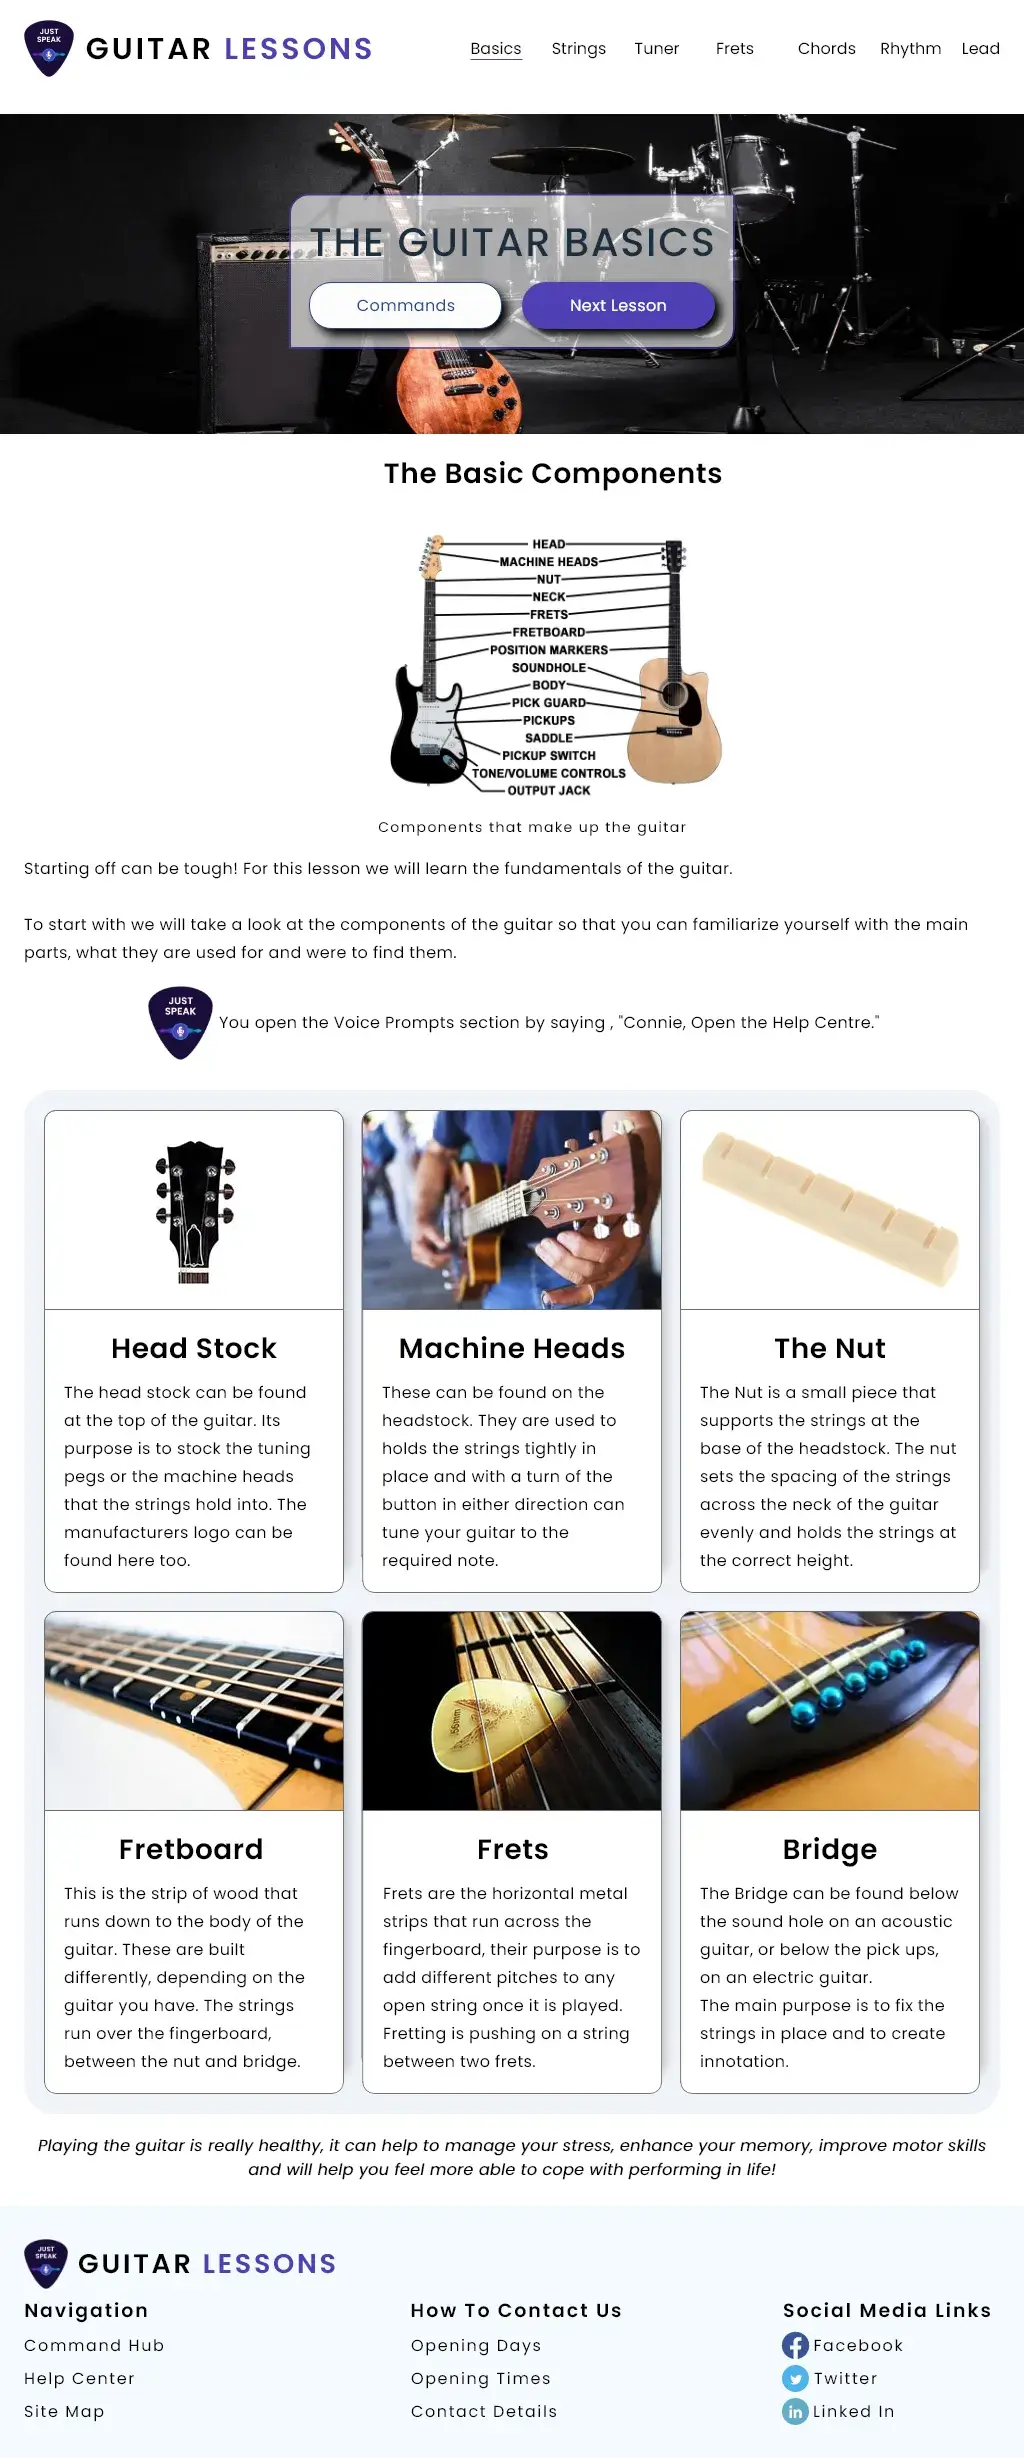 JUST
SPEAK
GUITAR LESSONS
Basics Strings Tuner Frets Chords Rhythm Lead
THE GUITAR BASICS
Commands Next Lesson
The Basic Components
HEAD
MACHINE HEADS
NUT
NECK
FRETS
FRETBOARD
POSITION MARKERS
SOUNDHOLE
BODY
PICK GUARD
PICKUPS
SADDLE
PICKUP SWITCH
TONE/VOLUME CONTROLS
OUTPUT JACK
Components that make up the guitar
Starting off can be tough! For this lesson we will learn the fundamentals of the guitar.
To start with we will take a look at the components of the guitar so that you can familiarize yourself with the main
parts, what they are used for and were to find them.
JUST
SPEAK
You open the Voice Prompts section by saying , "Connie, Open the Help Centre."
Head Stock
The head stock can be found
at the top of the guitar. Its
purpose is to stock the tuning
pegs or the machine heads
that the strings hold into. The
manufacturers logo can be
found here too.
Machine Heads
These can be found on the
headstock. They are used to
holds the strings tightly in
place and with a turn of the
button in either direction can
tune your guitar to the
required note.
The Nut
The Nut is a small piece that
supports the strings at the
base of the headstock. The nut
sets the spacing of the strings
across the neck of the guitar
evenly and holds the strings at
the correct height.
Fretboard
This is the strip of wood that
runs down to the body of the
guitar. These are built
differently, depending on the
guitar you have. The strings
run over the fingerboard,
between the nut and bridge.
.56mm
Frets
Frets are the horizontal metal
strips that run across the
fingerboard, their purpose is to
add different pitches to any
open string once it is played.
Fretting is pushing on a string
between two frets.
Bridge
The Bridge can be found below
the sound hole on an acoustic
guitar, or below the pick ups,
on an electric guitar.
The main purpose is to fix the
strings in place and to create
innotation.
Playing the guitar is really healthy, it can help to manage your stress, enhance your memory, improve motor skills
and will help you feel more able to cope with performing in life!
JUST
SPEAK
GUITAR LESSONS
Navigation
Command Hub
Help Center
Site Map
How To Contact Us
Opening Days
Opening Times
Contact Details
Social Media Links
Facebook
Twitter
Linked In